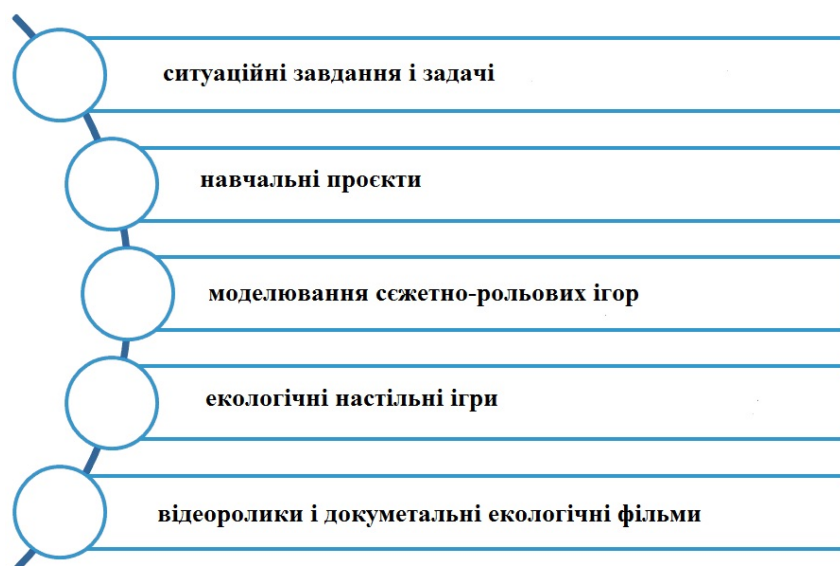 ситуаційні завдання і задачі
навчальні проєкти
моделювання сєжетно-рольових ігор
екологічні настільні ігри
відеоролики і докуметальні екологічні фільми